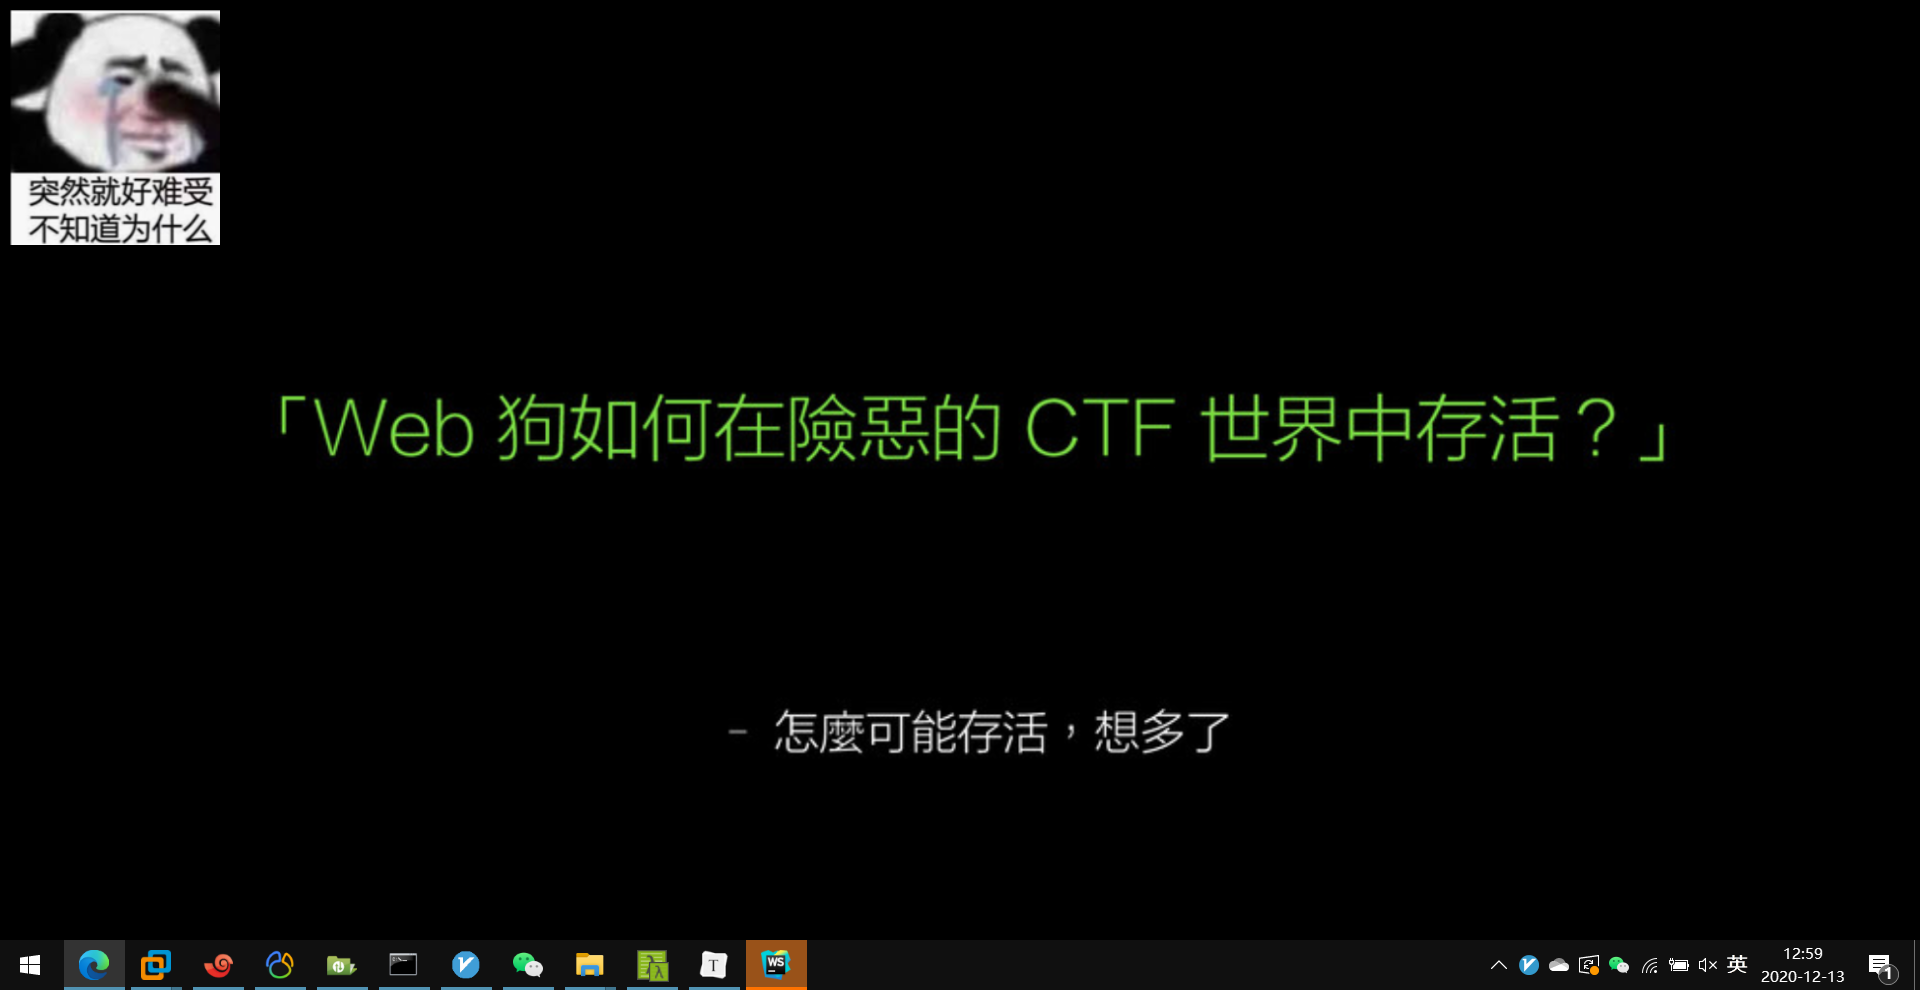 突然就好难受
不知道为什么
「Web 狗如何在險惡的 CTF 世界中存活？」
- 怎麼可能存活，想多了
T
WS
英
12:59
2020-12-13
1